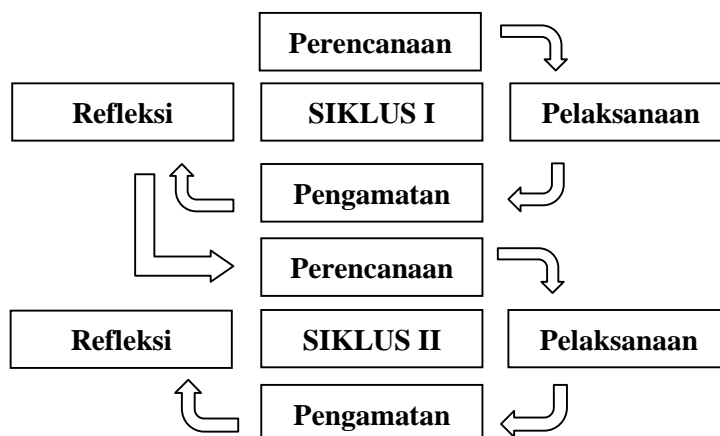 Perencanaan
Refleksi
SIKLUS I
Pelaksanaan
Pengamatan
Perencanaan
Refleksi
SIKLUS II
Pelaksanaan
Pengamatan